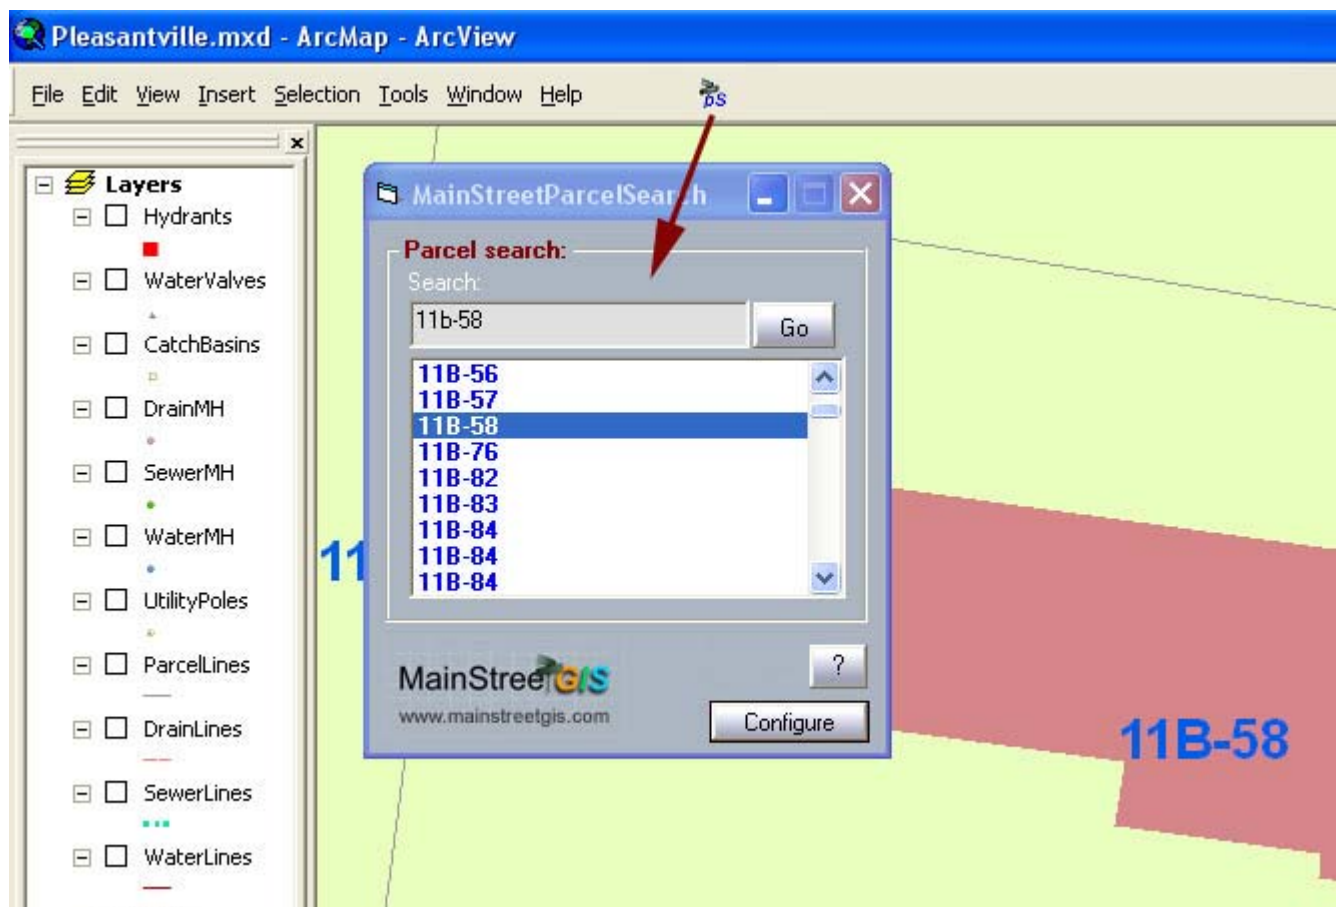 Pleasantville.mxd - ArcMap - ArcView
File Edit View Insert Selection Tools Window Help
pS
Layers
Hydrants
WaterValves
CatchBasins
DrainMH
SewerMH
WaterMH
UtilityPoles
ParcelLines
DrainLines
SewerLines
WaterLines
MainStreetParcelSearch
Parcel search:
Search:
11b-58
Go
11B-56
11B-57
11B-58
11B-76
11B-82
11B-83
11B-84
11B-84
11B-84
MainStreetGIS
www.mainstreetgis.com
?
Configure
11
11B-58